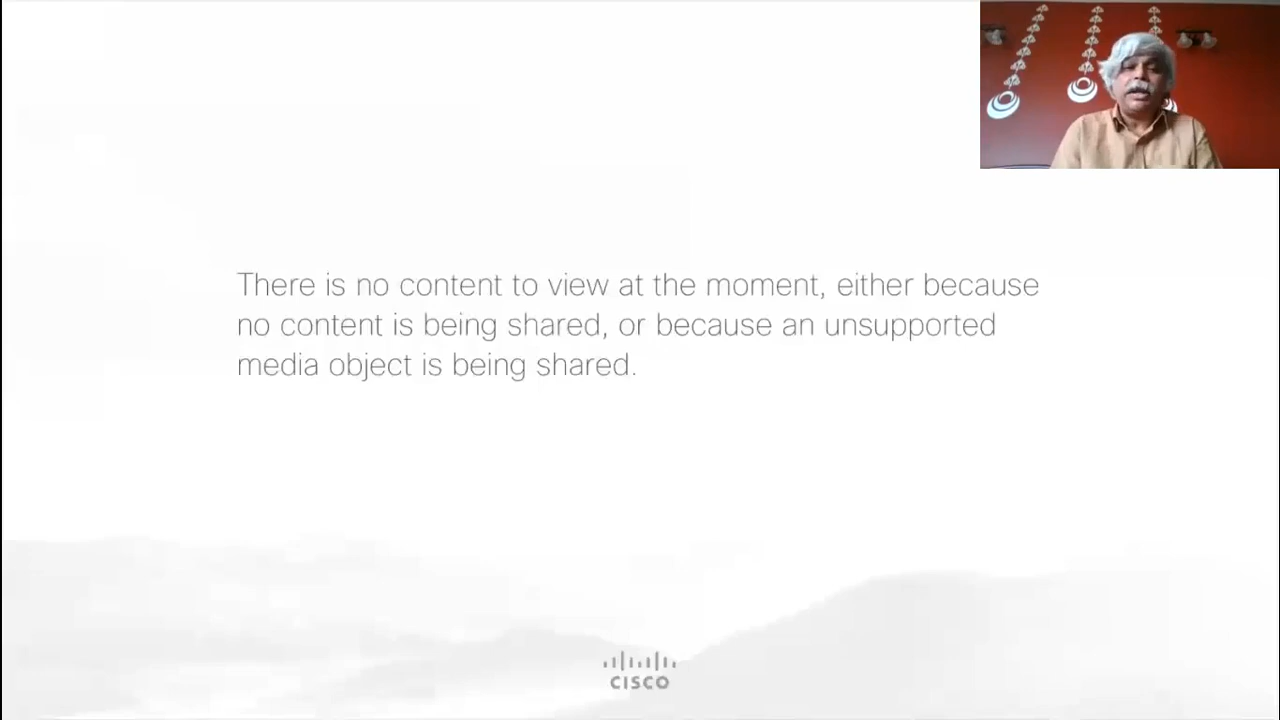 There is no content to view at the moment, either because
no content is being shared, or because an unsupported
media object is being shared.
CISCO